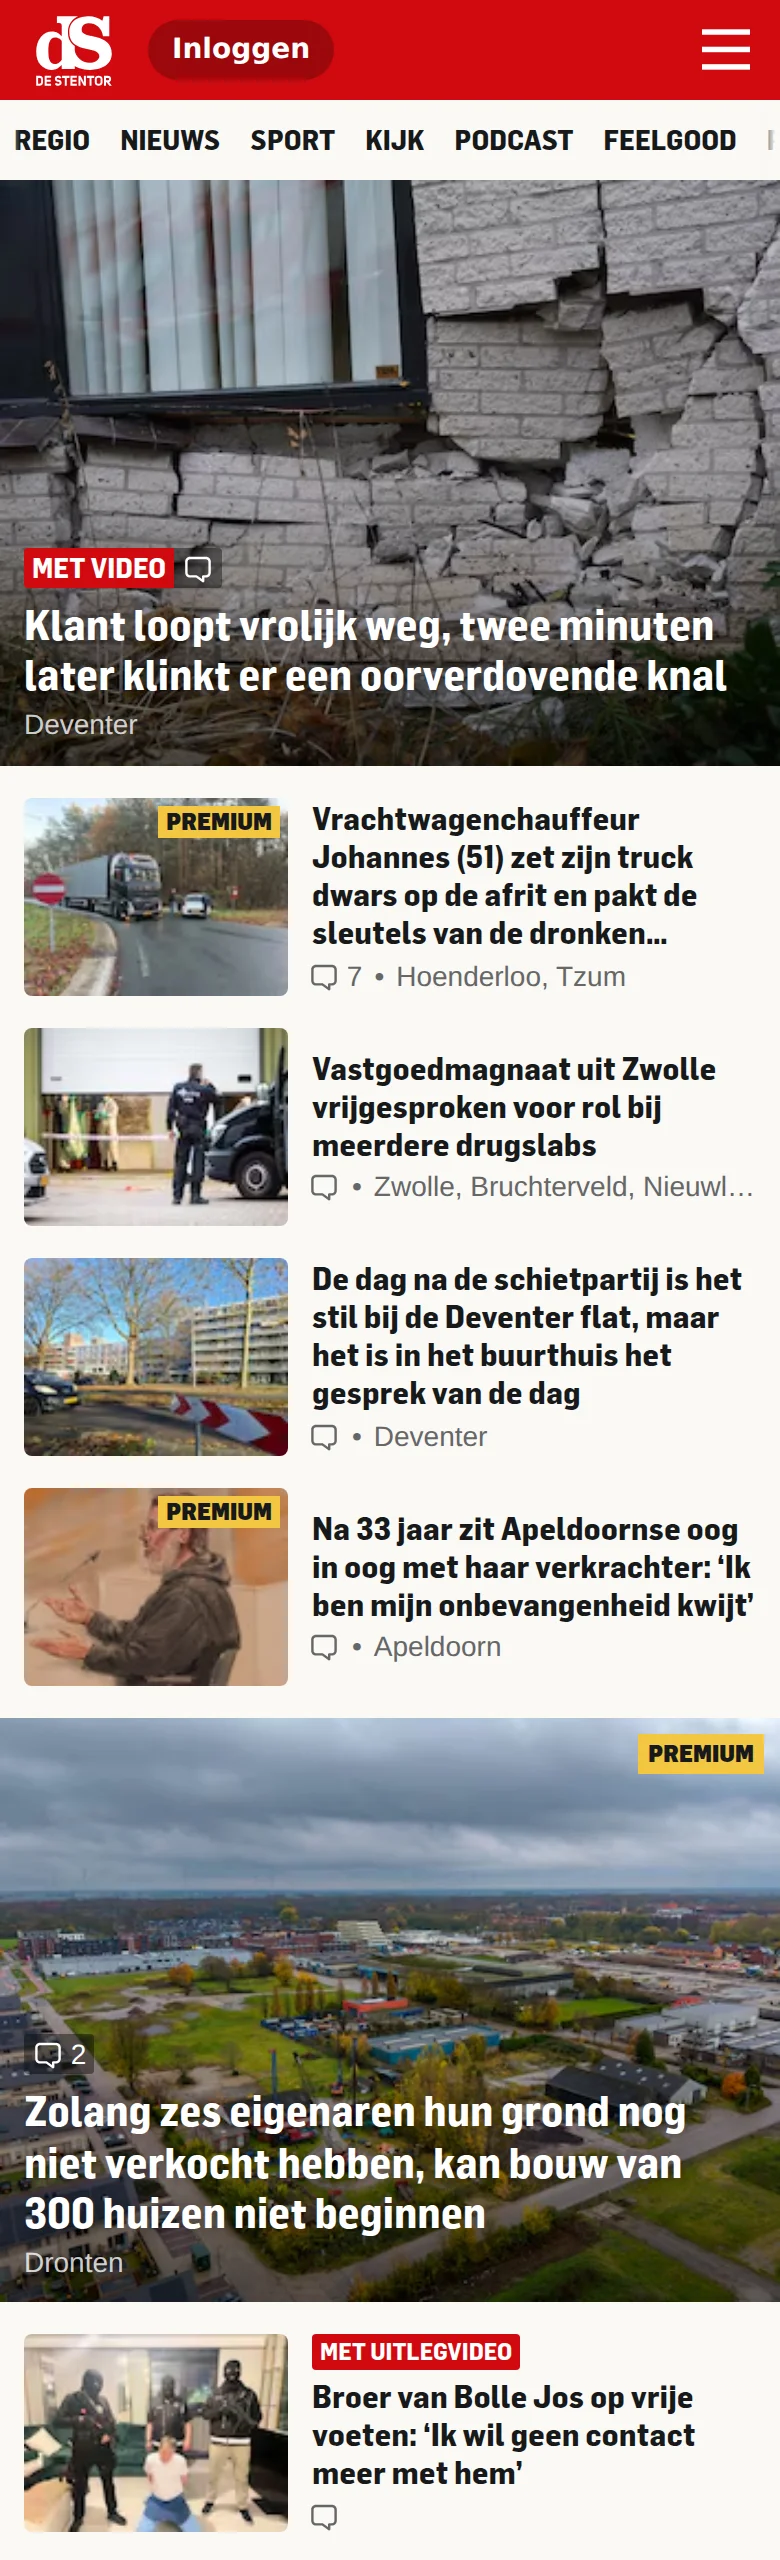 dS
DE STENTOR
Inloggen
REGIO NIEUWS SPORT KIJK PODCAST FEELGOOD
MET VIDEO
Klant loopt vrolijk weg, twee minuten
later klinkt er een oorverdovende knal
Deventer
PREMIUM
Vrachtwagenchauffeur
Johannes (51) zet zijn truck
dwars op de afrit en pakt de
sleutels van de dronken...
7 • Hoenderloo, Tzum
Vastgoedmagnaat uit Zwolle
vrijgesproken voor rol bij
meerdere drugslabs
• Zwolle, Bruchterveld, Nieuwl...
De dag na de schietpartij is het
stil bij de Deventer flat, maar
het is in het buurthuis het
gesprek van de dag
• Deventer
PREMIUM
Na 33 jaar zit Apeldoornse oog
in oog met haar verkrachter: ‘Ik
ben mijn onbevangenheid kwijt’
• Apeldoorn
PREMIUM
2
Zolang zes eigenaren hun grond nog
niet verkocht hebben, kan bouw van
300 huizen niet beginnen
Dronten
MET UITLEGVIDEO
Broer van Bolle Jos op vrije
voeten: ‘Ik wil geen contact
meer met hem’